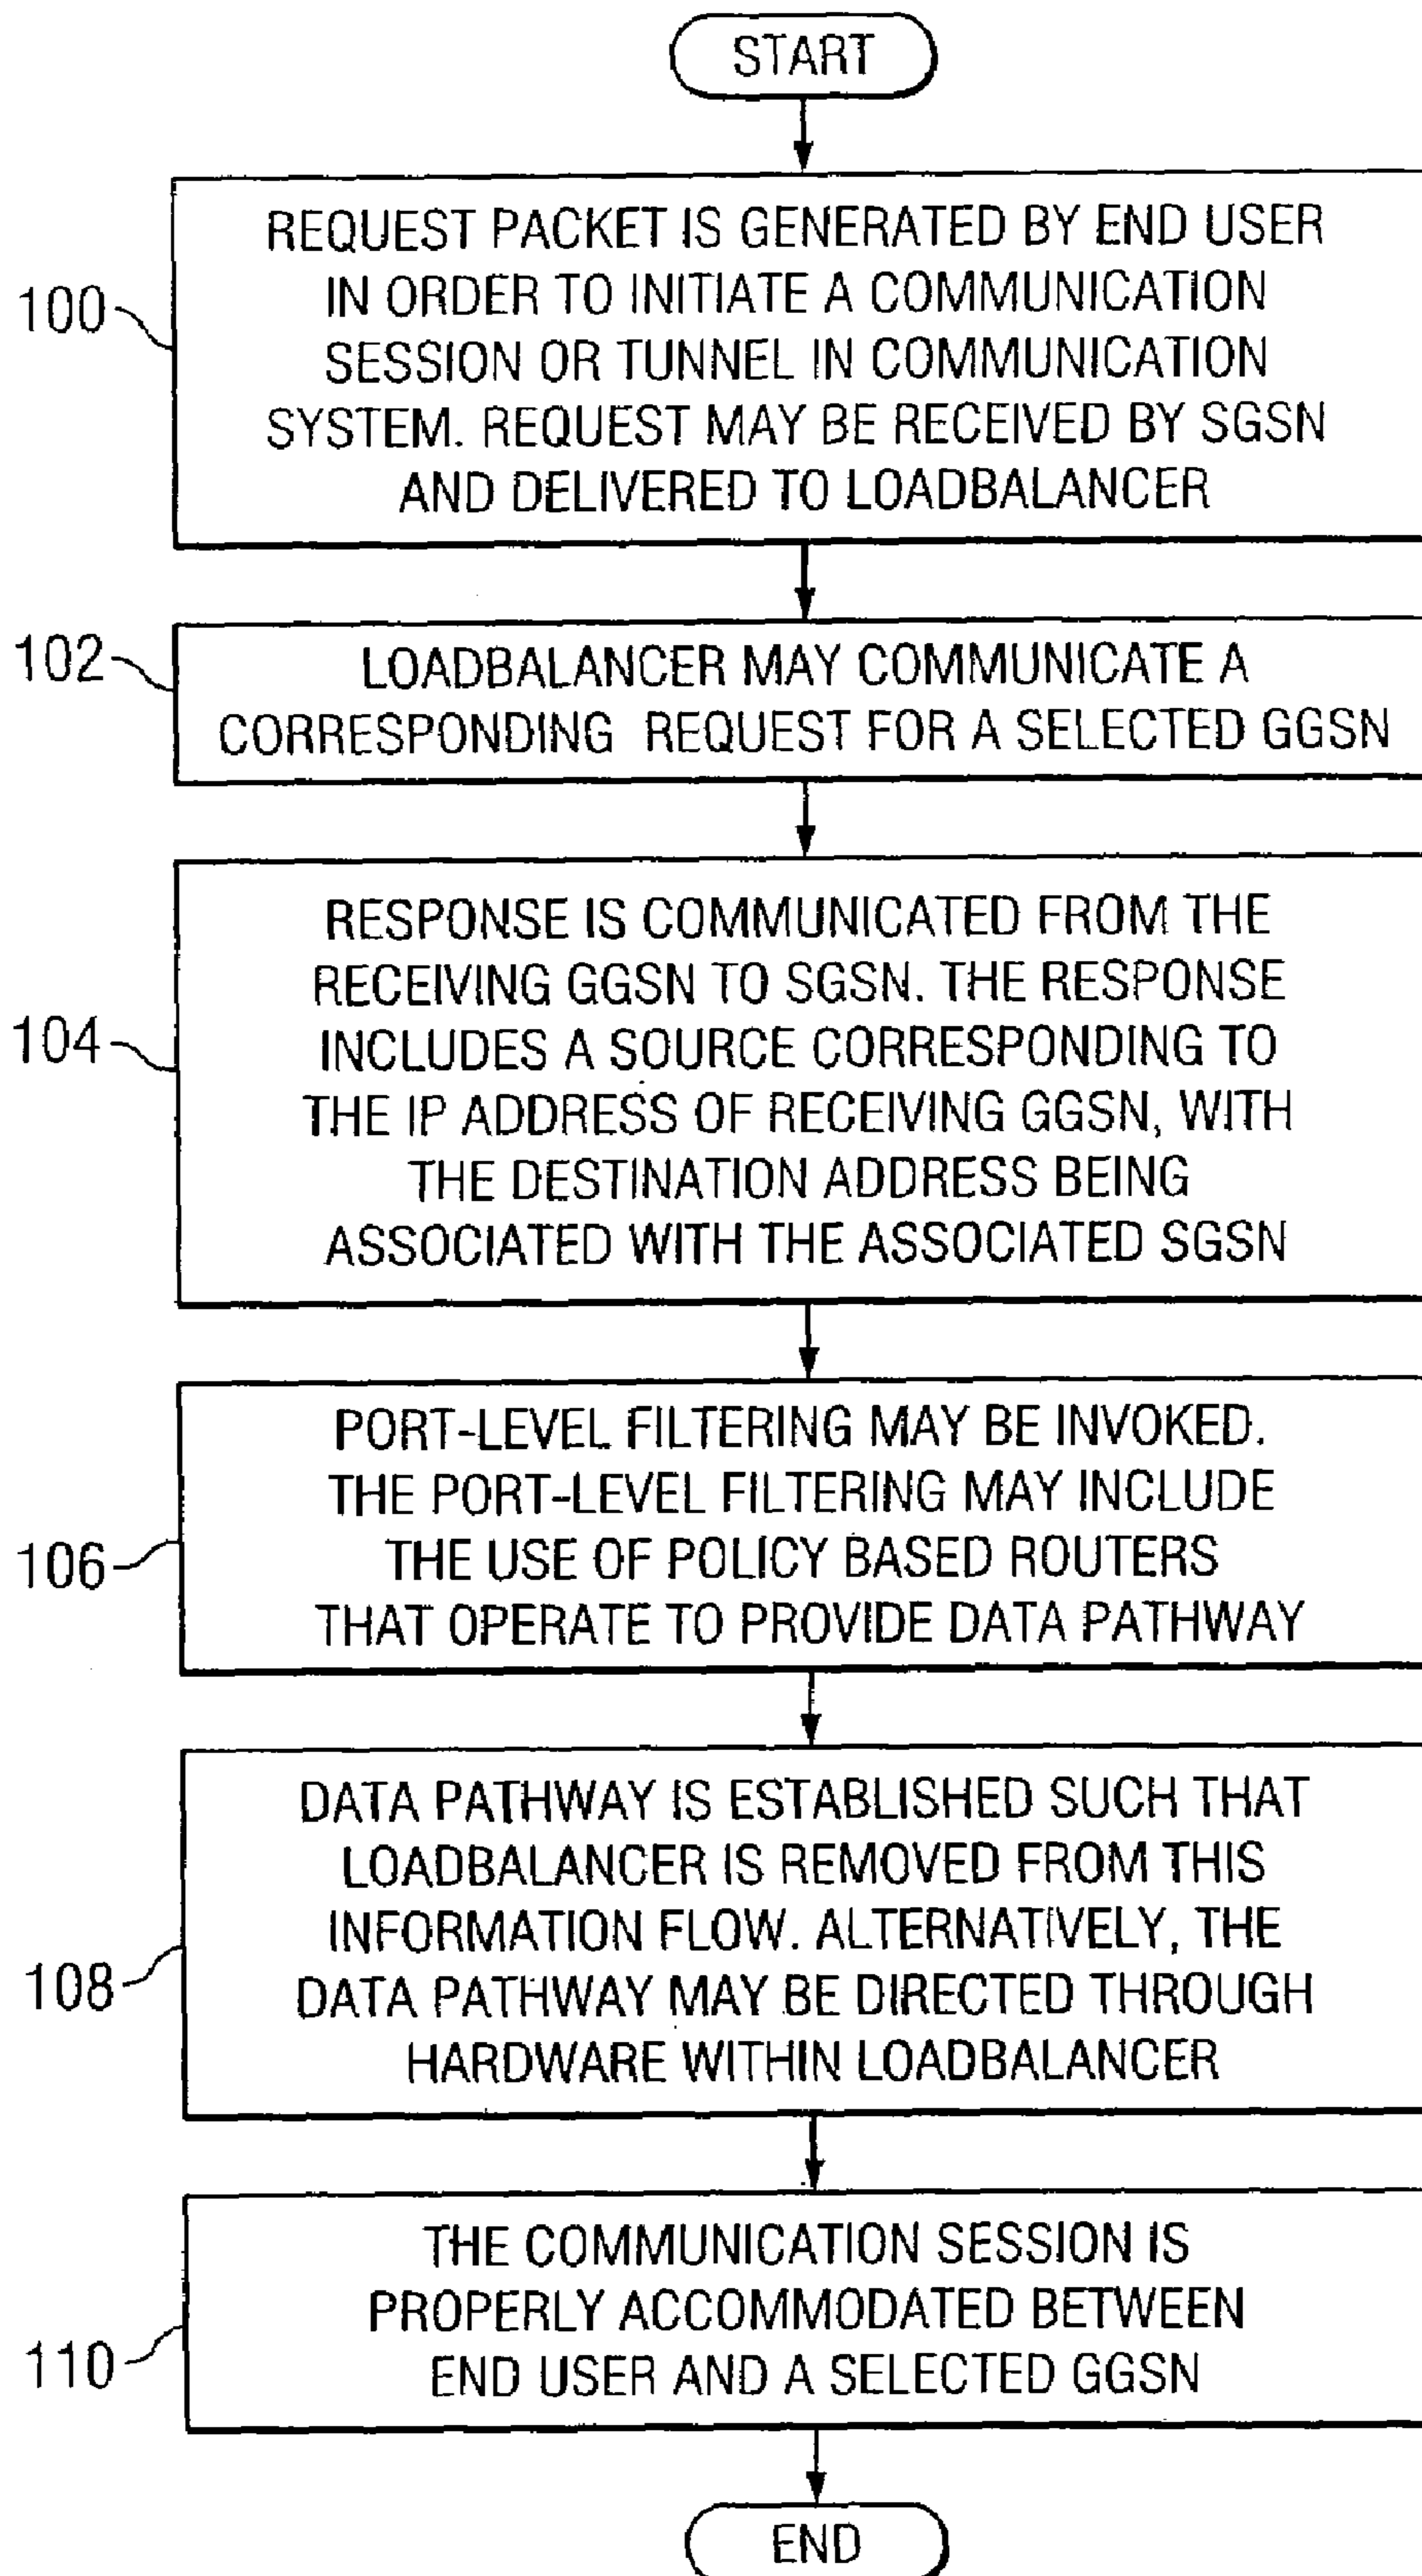 START
REQUEST PACKET IS GENERATED BY END USER
IN ORDER TO INITIATE A COMMUNICATION
SESSION OR TUNNEL IN COMMUNICATION
SYSTEM. REQUEST MAY BE RECEIVED BY SGSN
AND DELIVERED TO LOADBALANCER
100
LOADBALANCER MAY COMMUNICATE A
CORRESPONDING REQUEST FOR A SELECTED GGSN
102
RESPONSE IS COMMUNICATED FROM THE
RECEIVING GGSN TO SGSN. THE RESPONSE
INCLUDES A SOURCE CORRESPONDING TO
THE IP ADDRESS OF RECEIVING GGSN, WITH
THE DESTINATION ADDRESS BEING
ASSOCIATED WITH THE ASSOCIATED SGSN
104
PORT-LEVEL FILTERING MAY BE INVOKED.
THE PORT-LEVEL FILTERING MAY INCLUDE
THE USE OF POLICY BASED ROUTERS
THAT OPERATE TO PROVIDE DATA PATHWAY
106
DATA PATHWAY IS ESTABLISHED SUCH THAT
LOADBALANCER IS REMOVED FROM THIS
INFORMATION FLOW. ALTERNATIVELY, THE
DATA PATHWAY MAY BE DIRECTED THROUGH
HARDWARE WITHIN LOADBALANCER
108
THE COMMUNICATION SESSION IS
PROPERLY ACCOMMODATED BETWEEN
END USER AND A SELECTED GGSN
110
END